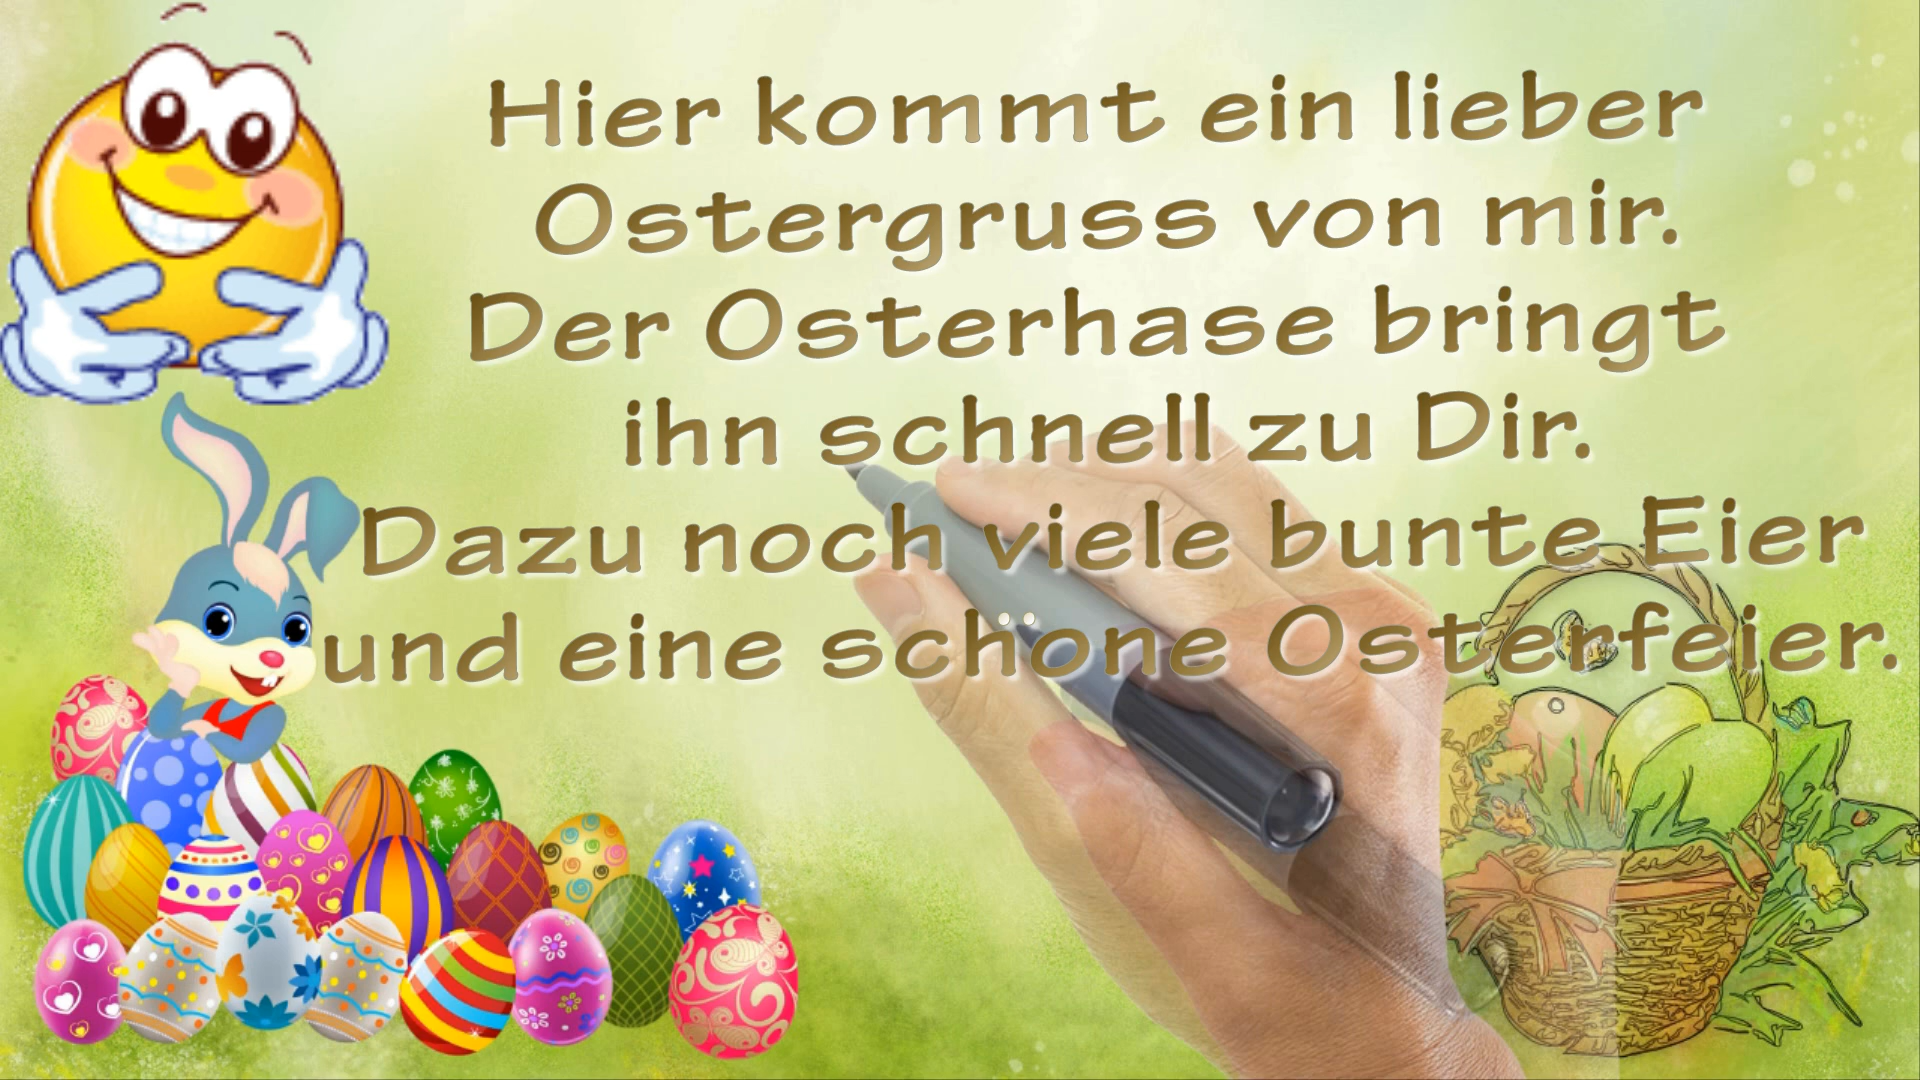 Hier kommt ein lieber
Ostergruss von mir.
Der Osterhase bringt
ihn schnell zu Dir.
Dazu noch viele bunte Eier
und eine schöne Osterfeier.